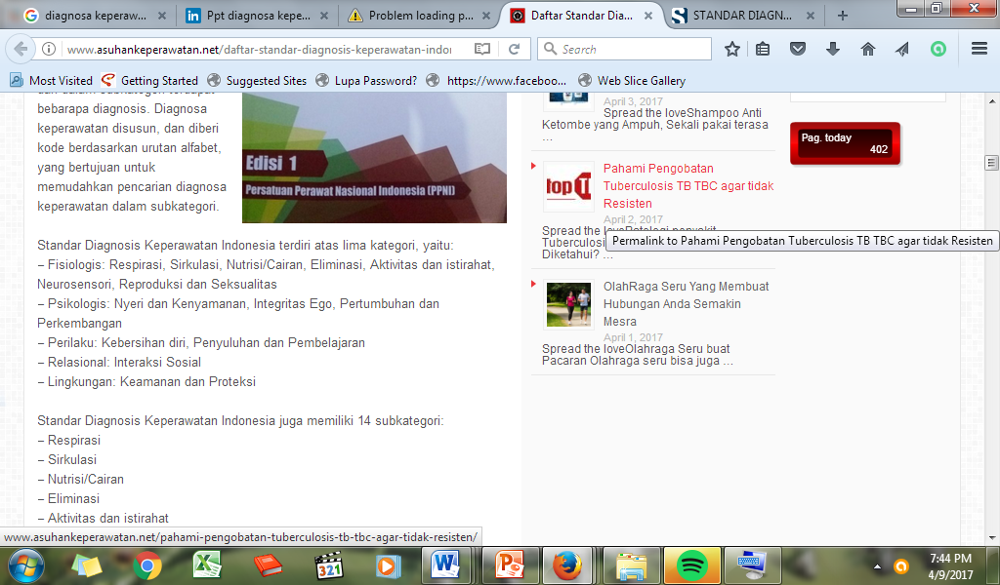 diagnosa keperaw...
Ppt diagnosa kepe...
Problem loading p...
Daftar Standar Dia...
STANDAR DIAGN...
www.asuhankeperawatan.net/daftar-standar-diagnosis-keperawatan-indo
Search
Most Visited
Getting Started
Suggested Sites
Lupa Password?
https://www.faceboo...
Web Slice Gallery
bebarapa diagnosis. Diagnosa
keperawatan disusun, dan diberi
kode berdasarkan urutan alfabet,
yang bertujuan untuk
memudahkan pencarian diagnosa
keperawatan dalam subkategori.
Edisi 1
Persatuan Perawat Nasional Indonesia (PPNI)
Standar Diagnosis Keperawatan Indonesia terdiri atas lima kategori, yaitu:
– Fisiologis: Respirasi, Sirkulasi, Nutrisi/Cairan, Eliminasi, Aktivitas dan istirahat,
Neurosensori, Reproduksi dan Seksualitas
– Psikologis: Nyeri dan Kenyamanan, Integritas Ego, Pertumbuhan dan
Perkembangan
– Perilaku: Kebersihan diri, Penyuluhan dan Pembelajaran
– Relasional: Interaksi Sosial
– Lingkungan: Keamanan dan Proteksi
Standar Diagnosis Keperawatan Indonesia juga memiliki 14 subkategori:
– Respirasi
– Sirkulasi
– Nutrisi/Cairan
– Eliminasi
– Aktivitas dan istirahat
April 3, 2017
Spread the loveShampoo Anti
Ketombe yang Ampuh, Sekali pakai terasa
...
top T
Pahami Pengobatan
Tuberculosis TB TBC agar tidak
Resisten
April 2, 2017
Spread the
Tuberculosis
Diketahui? ...
Permalink to Pahami Pengobatan Tuberculosis TB TBC agar tidak Resisten
OlahRaga Seru Yang Membuat
Hubungan Anda Semakin
Mesra
April 1, 2017
Spread the loveOlahraga Seru buat
Pacaran Olahraga seru bisa juga ...
Pag. today
402
www.asuhankeperawatan.net/pahami-pengobatan-tuberculosis-tb-tbc-agar-tidak-resisten/
321
7:44 PM
4/9/2017